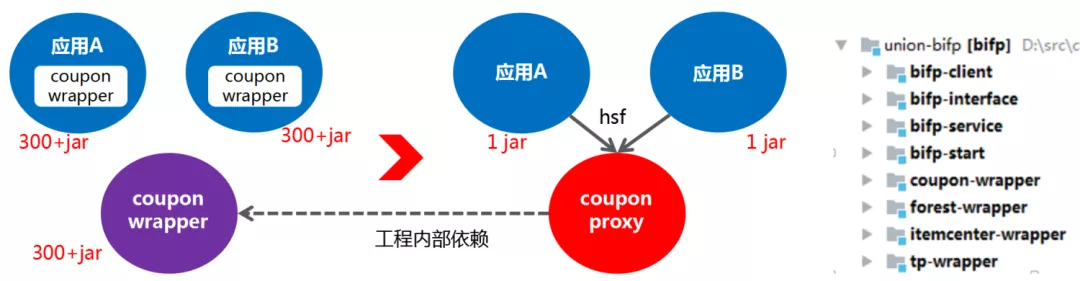 应用A
coupon
wrapper
300+jar
应用B
coupon
wrapper
300+jar
coupon
wrapper
300+jar
应用A
1 jar
应用B
1 jar
hsf
coupon
proxy
工程内部依赖
union-bifp [bifp] D:\src\c
bifp-client
bifp-interface
bifp-service
bifp-start
coupon-wrapper
forest-wrapper
itemcenter-wrapper
tp-wrapper